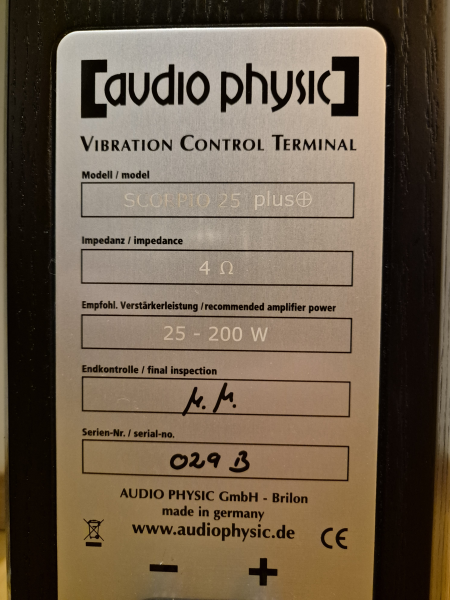 [audio physic]
VIBRATION CONTROL TERMINAL
Modell / model
SCORPIO 25 plus⊕
Impedanz / impedance
4 Ω
Empfohl. Verstärkerleistung / recommended amplifier power
25 - 200 W
Endkontrolle / final inspection
Serien-Nr. / serial-no.
029 B
AUDIO PHYSIC GmbH - Brilon
made in germany
www.audiophysic.de
CE
- +